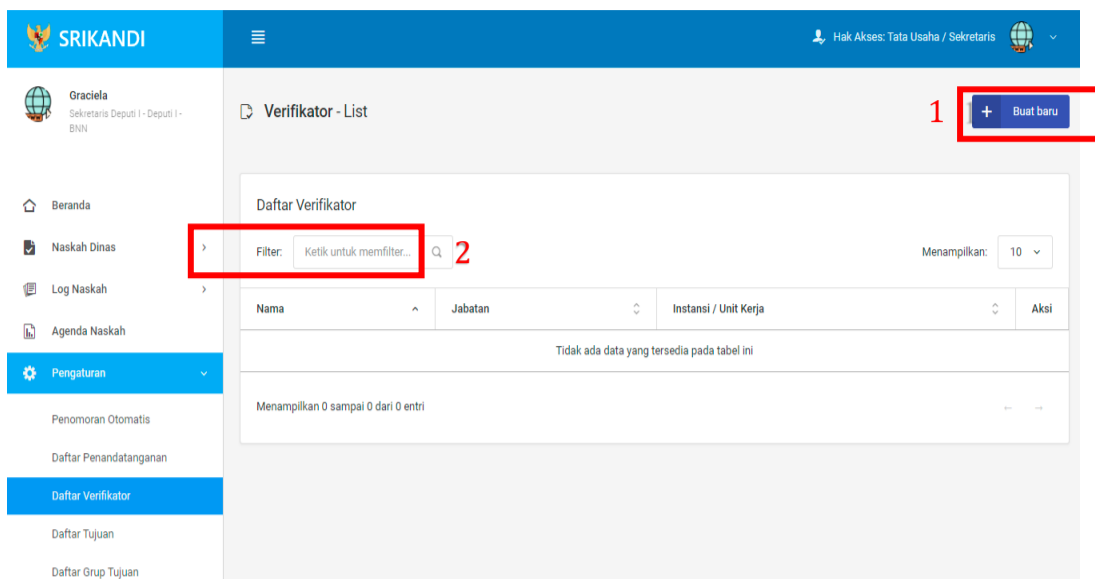 SRIKANDI
Hak Akses: Tata Usaha / Sekretaris
Graciela
Sekretaris Deputi I - Deputi I -
BNN
Verifikator - List
1
+ Buat baru
Beranda
Naskah Dinas
Log Naskah
Agenda Naskah
Pengaturan
Penomoran Otomatis
Daftar Penandatanganan
Daftar Verifikator
Daftar Tujuan
Daftar Grup Tujuan
Daftar Verifikator
Filter: Ketik untuk memfilter... 2 Menampilkan: 10
Nama Jabatan Instansi / Unit Kerja Aksi
Tidak ada data yang tersedia pada tabel ini
Menampilkan 0 sampai 0 dari 0 entri ← →